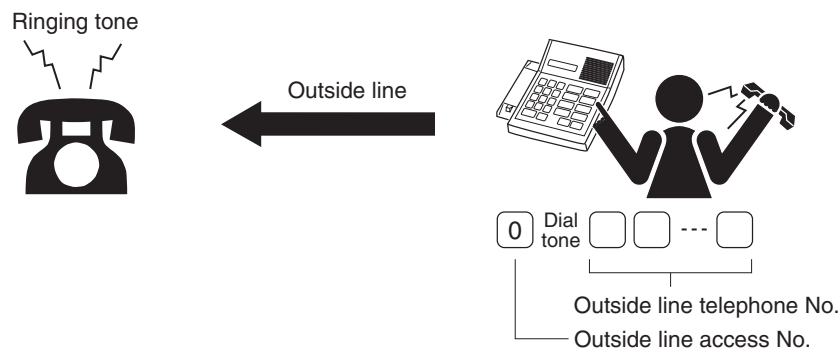 Ringing tone
Outside line
0 Dial tone ---
Outside line telephone No.
Outside line access No.